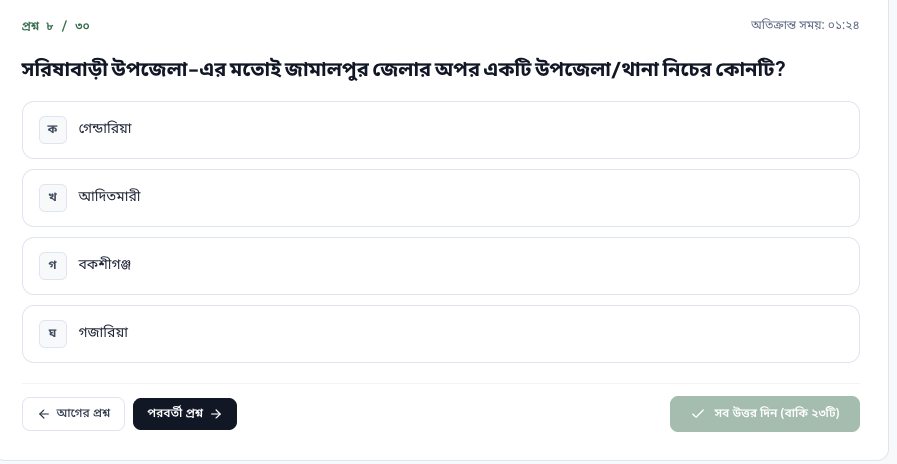 প্রশ্ন ৮ / ৩০
অতিক্রান্ত সময়: ০১:২৪
সরিষাবাড়ী উপজেলা-এর মতোই জামালপুর জেলার অপর একটি উপজেলা/থানা নিচের কোনটি?
ক গেন্ডারিয়া
খ আদিতমারী
গ বকশীগঞ্জ
ঘ গজারিয়া
← আগের প্রশ্ন
পরবর্তী প্রশ্ন →
✓ সব উত্তর দিন (বাকি ২৩টি)